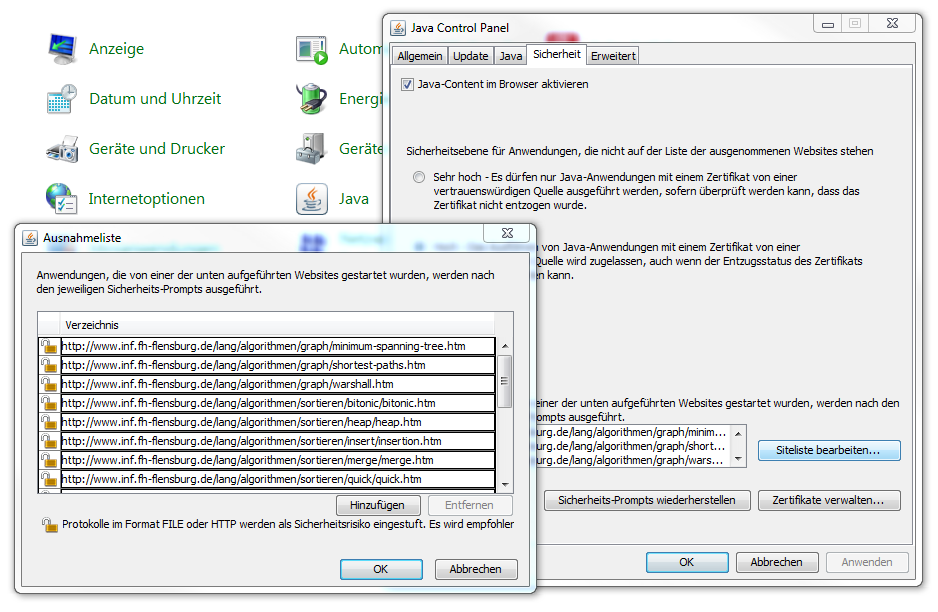 Anzeige
Autom
Datum und Uhrzeit
Energi
Geräte und Drucker
Geräte
Internetoptionen
Java
Java Control Panel
Allgemein Update Java Sicherheit Erweitert
Java-Content im Browser aktivieren
Sicherheitsebene für Anwendungen, die nicht auf der Liste der ausgenommenen Websites stehen
Sehr hoch - Es dürfen nur Java-Anwendungen mit einem Zertifikat von einer
vertrauenswürdigen Quelle ausgeführt werden, sofern überprüft werden kann, dass das
Zertifikat nicht entzogen wurde.
von Java-Anwendungen mit einem Zertifikat von einer
Quelle wird zugelassen, auch wenn der Entzugsstatus des Zertifikats
en kann.
einer der unten aufgeführten Websites gestartet wurden, werden nach den
ompts ausgeführt.
burg.de/lang/algorithmen/graph/minim...
burg.de/lang/algorithmen/graph/short...
burg.de/lang/algorithmen/graph/wars...
Siteliste bearbeiten...
Sicherheits-Prompts wiederherstellen
Zertifikate verwalten...
OK Abbrechen Anwenden
Ausnahmeliste
Anwendungen, die von einer der unten aufgeführten Websites gestartet wurden, werden nach
den jeweiligen Sicherheits-Prompts ausgeführt.
Verzeichnis
http://www.inf.fh-flensburg.de/lang/algorithmen/graph/minimum-spanning-tree.htm
http://www.inf.fh-flensburg.de/lang/algorithmen/graph/shortest-paths.htm
http://www.inf.fh-flensburg.de/lang/algorithmen/graph/warshall.htm
http://www.inf.fh-flensburg.de/lang/algorithmen/sortieren/bitonic/bitonic.htm
http://www.inf.fh-flensburg.de/lang/algorithmen/sortieren/heap/heap.htm
http://www.inf.fh-flensburg.de/lang/algorithmen/sortieren/insert/insertion.htm
http://www.inf.fh-flensburg.de/lang/algorithmen/sortieren/merge/merge.htm
http://www.inf.fh-flensburg.de/lang/algorithmen/sortieren/quick/quick.htm
Hinzufügen Entfernen
Protokolle im Format FILE oder HTTP werden als Sicherheitsrisiko eingestuft. Es wird empfohler
OK Abbrechen